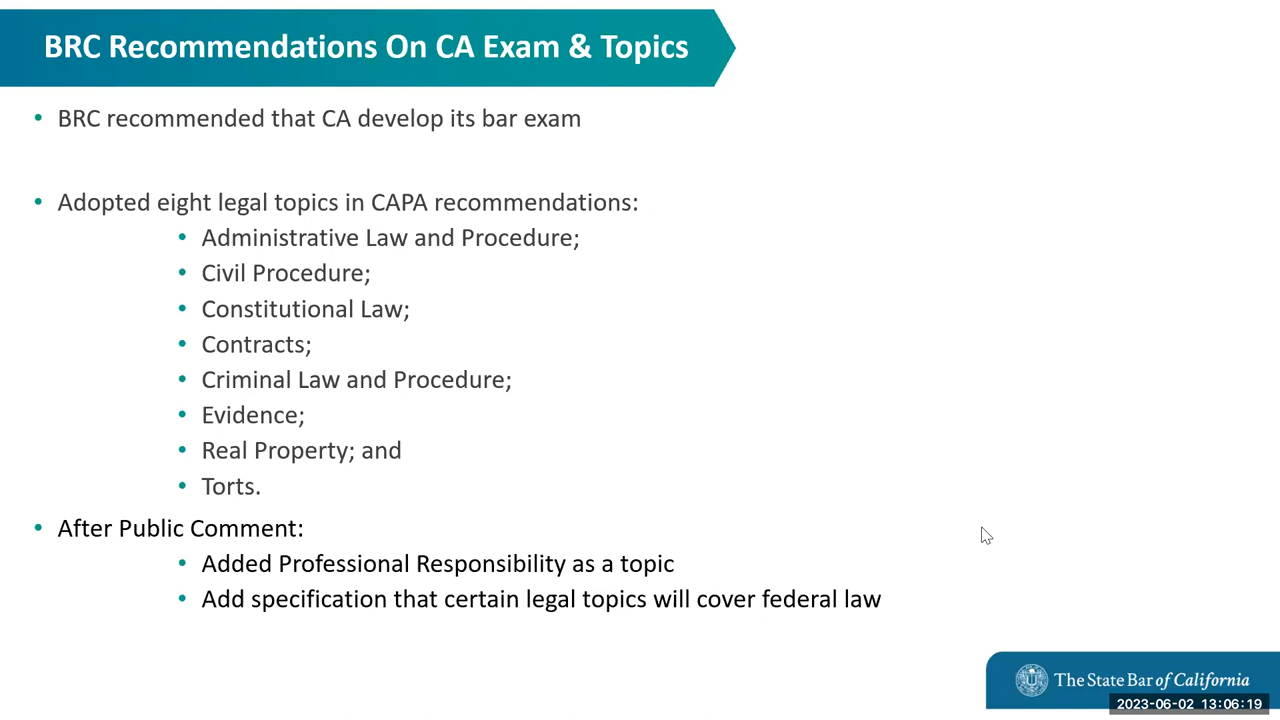 BRC Recommendations On CA Exam & Topics
• BRC recommended that CA develop its bar exam
• Adopted eight legal topics in CAPA recommendations:
• Administrative Law and Procedure;
• Civil Procedure;
• Constitutional Law;
• Contracts;
• Criminal Law and Procedure;
• Evidence;
• Real Property; and
• Torts.
• After Public Comment:
• Added Professional Responsibility as a topic
• Add specification that certain legal topics will cover federal law
The State Bar of California
2023-06-02 13:06:19